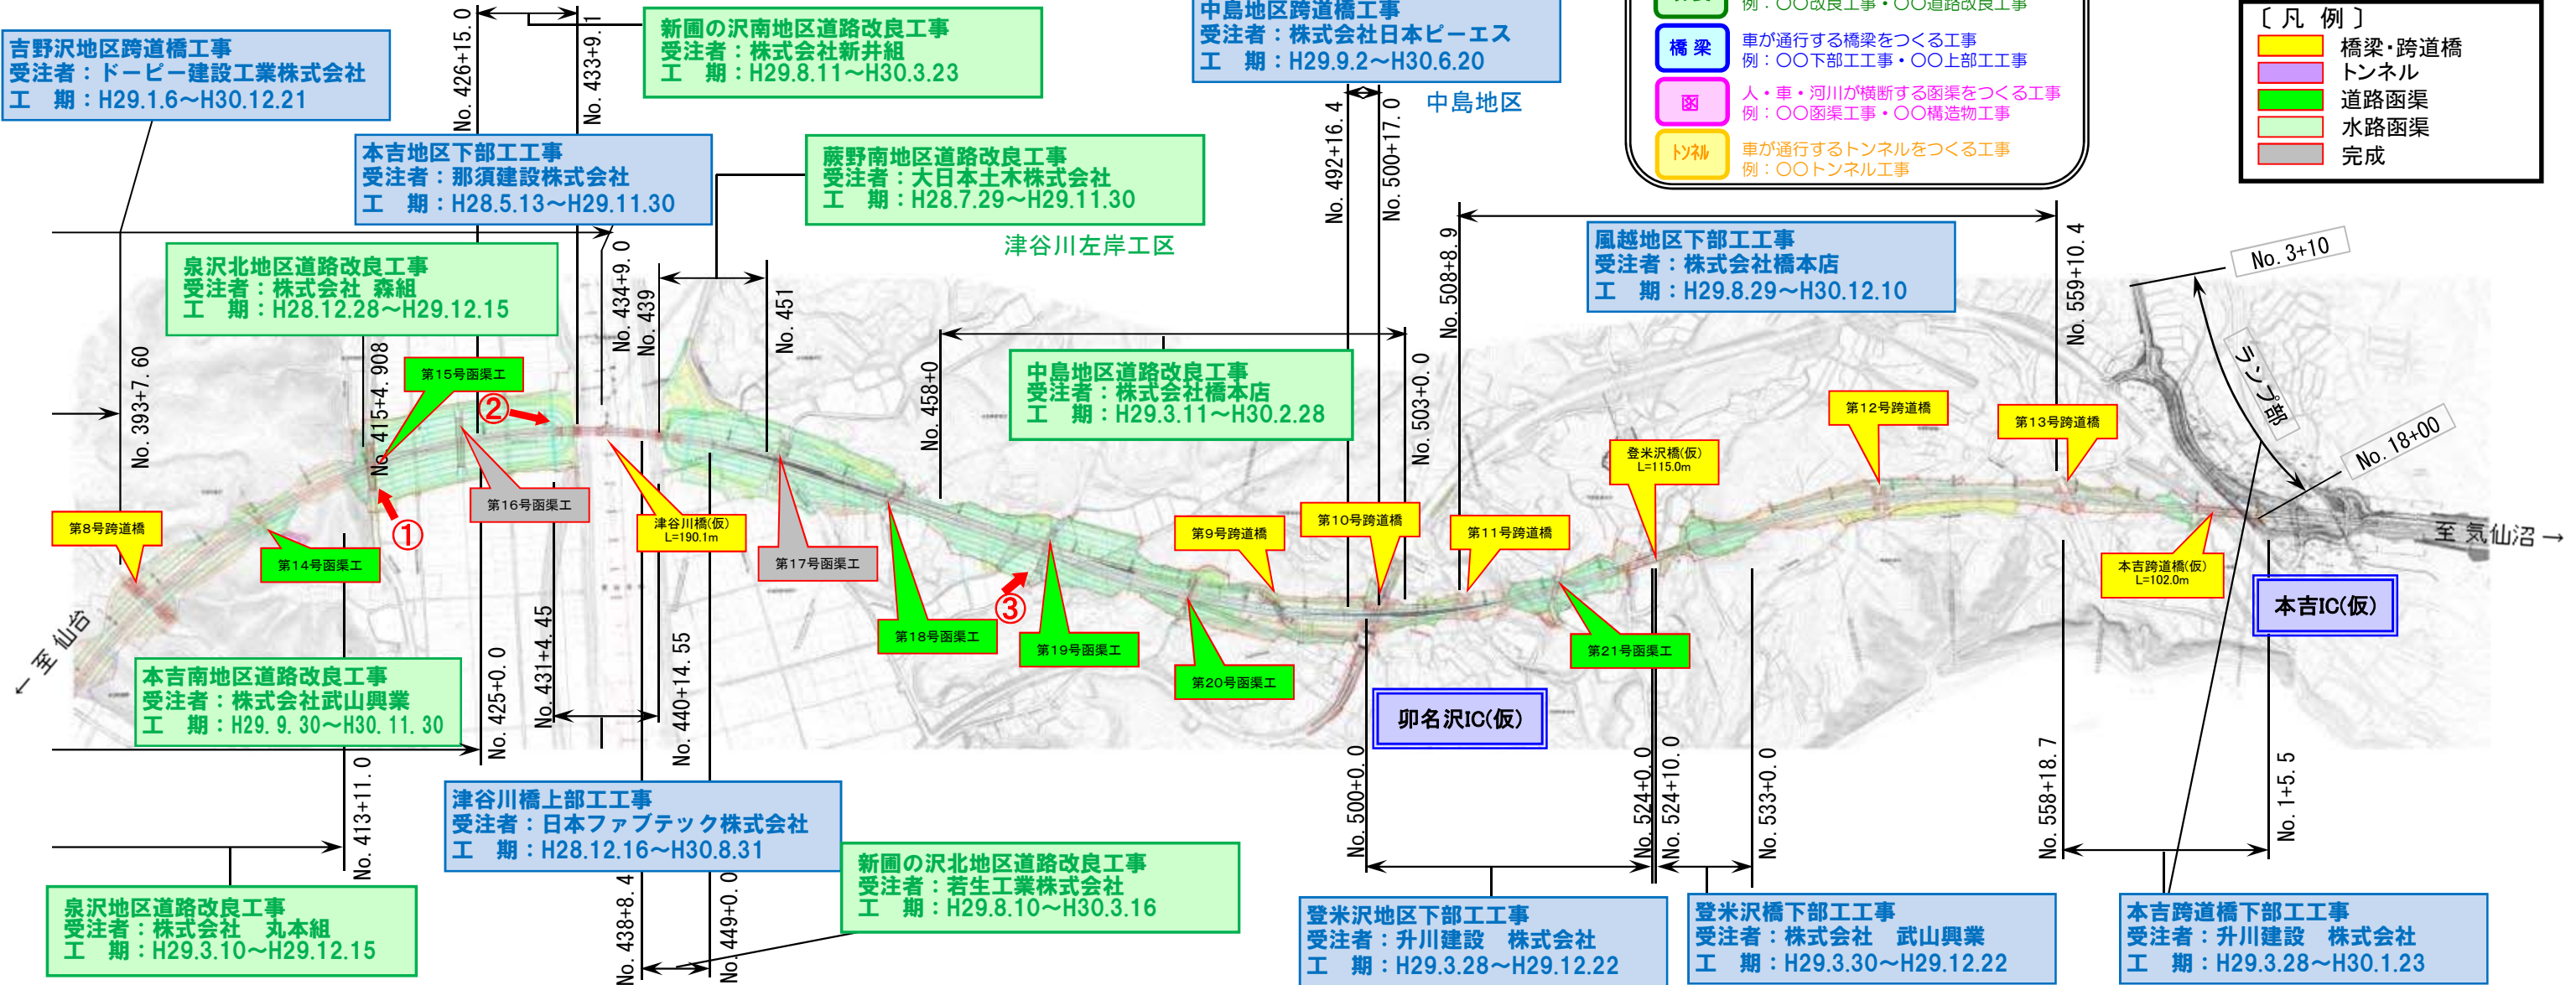 吉野沢地区跨道橋工事
受注者：ドーピー建設工業株式会社
工　期：H29.1.6～H30.12.21
No. 426+15. 0
No. 433+9. 1
新圃の沢南地区道路改良工事
受注者：株式会社新井組
工　期：H29.8.11～H30.3.23
中島地区跨道橋工事
受注者：株式会社日本ピーエス
工　期：H29.9.2～H30.6.20
中島地区
例：〇〇改良工事・〇〇道路改良工事
橋 梁
車が通行する橋梁をつくる工事
例：〇〇下部工工事・〇〇上部工工事
函
人・車・河川が横断する函渠をつくる工事
例：〇〇函渠工事・〇〇構造物工事
トンネル
車が通行するトンネルをつくる工事
例：〇〇トンネル工事
〔 凡 例 〕
橋梁・跨道橋
トンネル
道路函渠
水路函渠
完成
本吉地区下部工工事
受注者：那須建設株式会社
工　期：H28.5.13～H29.11.30
蕨野南地区道路改良工事
受注者：大日本土木株式会社
工　期：H28.7.29～H29.11.30
津谷川左岸工区
No. 492+16. 4
No. 500+17. 0
風越地区下部工工事
受注者：株式会社橋本店
工　期：H29.8.29～H30.12.10
泉沢北地区道路改良工事
受注者：株式会社 森組
工　期：H28.12.28～H29.12.15
No. 393+7. 60
No. 415+4. 908
No. 434+9. 0
No. 439
No. 451
No. 458+0
中島地区道路改良工事
受注者：株式会社橋本店
工　期：H29.3.11～H30.2.28
No. 503+0. 0
No. 508+8. 9
No. 559+10. 4
No. 3+10
ランプ部
No. 18+00
第15号函渠工
②
①
第16号函渠工
第8号跨道橋
第14号函渠工
津谷川橋(仮)
L=190.1m
第17号函渠工
第18号函渠工
③
第19号函渠工
第20号函渠工
第9号跨道橋
第10号跨道橋
第11号跨道橋
第21号函渠工
登米沢橋(仮)
L=115.0m
第12号跨道橋
第13号跨道橋
本吉跨道橋(仮)
L=102.0m
至 気仙沼 →
本吉IC(仮)
卯名沢IC(仮)
← 至 仙台
本吉南地区道路改良工事
受注者：株式会社武山興業
工　期：H29. 9. 30～H30. 11. 30
No. 413+11. 0
No. 425+0. 0
No. 431+4. 45
No. 440+14. 55
No. 500+0. 0
No. 524+0. 0
No. 524+10. 0
No. 533+0. 0
No. 558+18. 7
No. 1+5. 5
津谷川橋上部工工事
受注者：日本ファブテック株式会社
工　期：H28.12.16～H30.8.31
No. 438+8. 4
No. 449+0. 0
新圃の沢北地区道路改良工事
受注者：若生工業株式会社
工　期：H29.8.10～H30.3.16
泉沢地区道路改良工事
受注者：株式会社　丸本組
工　期：H29.3.10～H29.12.15
登米沢地区下部工工事
受注者：升川建設　株式会社
工　期：H29.3.28～H29.12.22
登米沢橋下部工工事
受注者：株式会社　武山興業
工　期：H29.3.30～H29.12.22
本吉跨道橋下部工工事
受注者：升川建設　株式会社
工　期：H29.3.28～H30.1.23